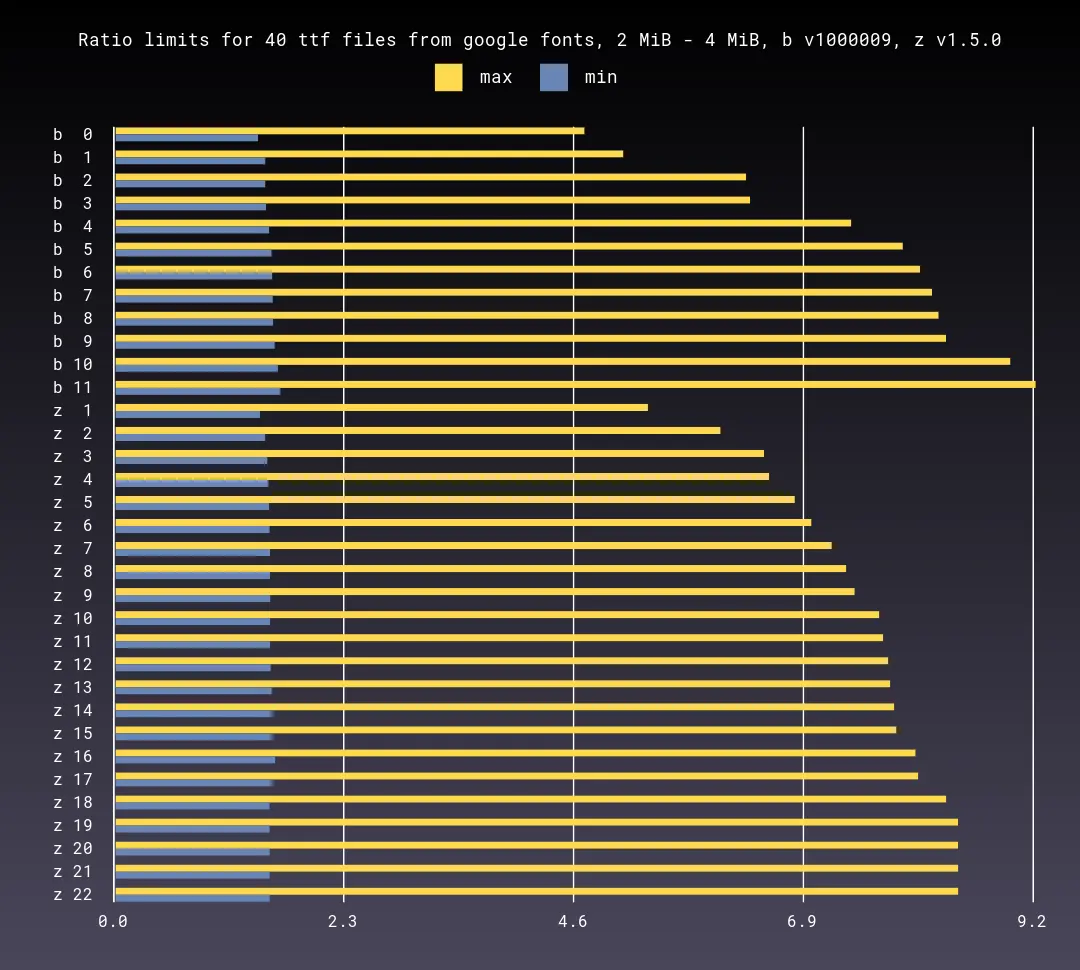 Ratio limits for 40 ttf files from google fonts, 2 MiB - 4 MiB, b v1000009, z v1.5.0
max min
b 0
b 1
b 2
b 3
b 4
b 5
b 6
b 7
b 8
b 9
b 10
b 11
z 1
z 2
z 3
z 4
z 5
z 6
z 7
z 8
z 9
z 10
z 11
z 12
z 13
z 14
z 15
z 16
z 17
z 18
z 19
z 20
z 21
z 22
0.0 2.3 4.6 6.9 9.2